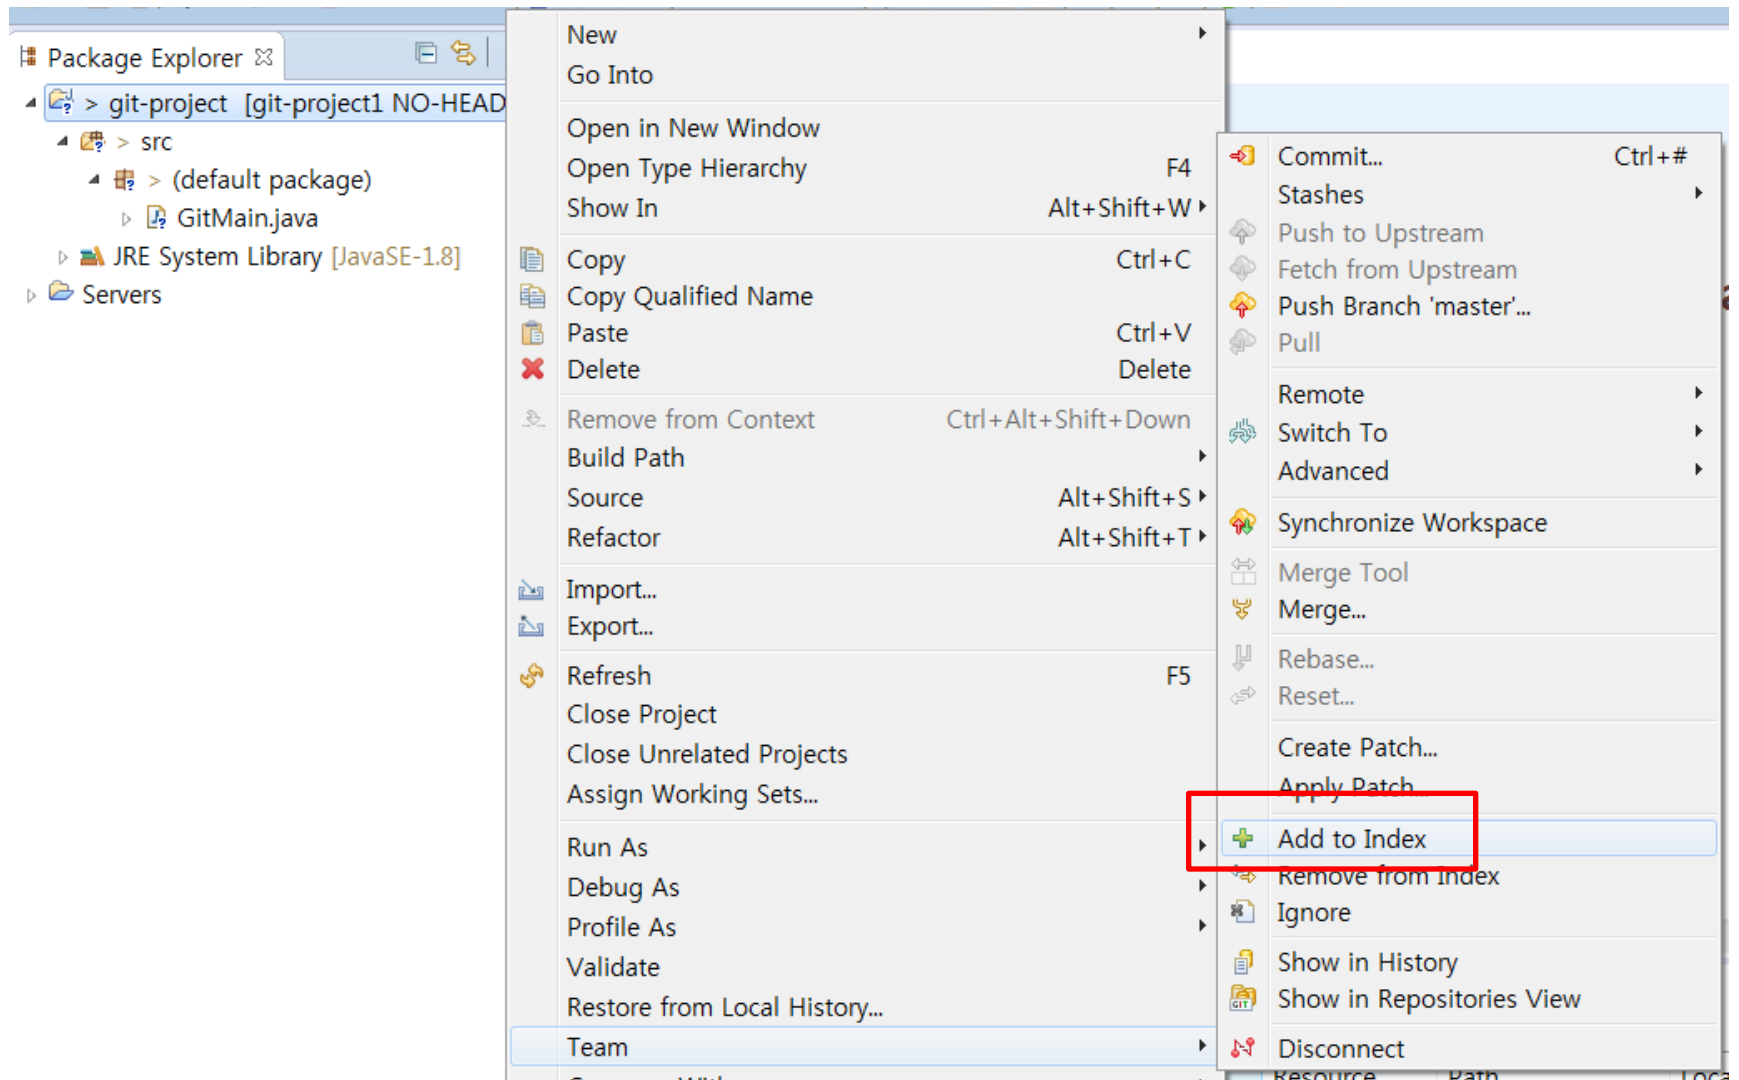 Package Explorer
> git-project [git-project1 NO-HEAD
> src
> (default package)
GitMain.java
JRE System Library [JavaSE-1.8]
Servers
New
Go Into
Open in New Window
Open Type Hierarchy F4
Show In Alt+Shift+W
Copy Ctrl+C
Copy Qualified Name
Paste Ctrl+V
Delete Delete
Remove from Context Ctrl+Alt+Shift+Down
Build Path
Source Alt+Shift+S
Refactor Alt+Shift+T
Import...
Export...
Refresh F5
Close Project
Close Unrelated Projects
Assign Working Sets...
Run As
Debug As
Profile As
Validate
Restore from Local History...
Team
Commit... Ctrl+#
Stashes
Push to Upstream
Fetch from Upstream
Push Branch 'master'...
Pull
Remote
Switch To
Advanced
Synchronize Workspace
Merge Tool
Merge...
Rebase...
Reset...
Create Patch...
Apply Patch...
Add to Index
Remove from Index
Ignore
Show in History
Show in Repositories View
GIT
Disconnect
Resource Path